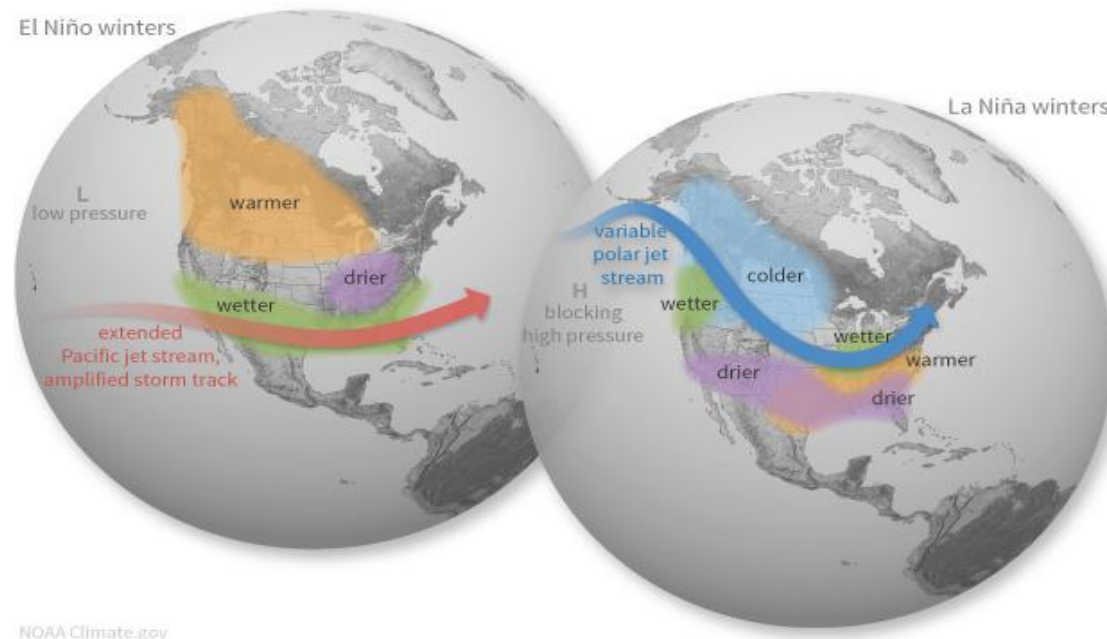 El Niño winters
L
low pressure
warmer
drier
wetter
extended
Pacific jet stream,
amplified storm track
La Niña winters
variable
polar jet
stream
colder
wetter
H
blocking
high pressure
wetter
warmer
drier
drier
NOAA Climate.gov